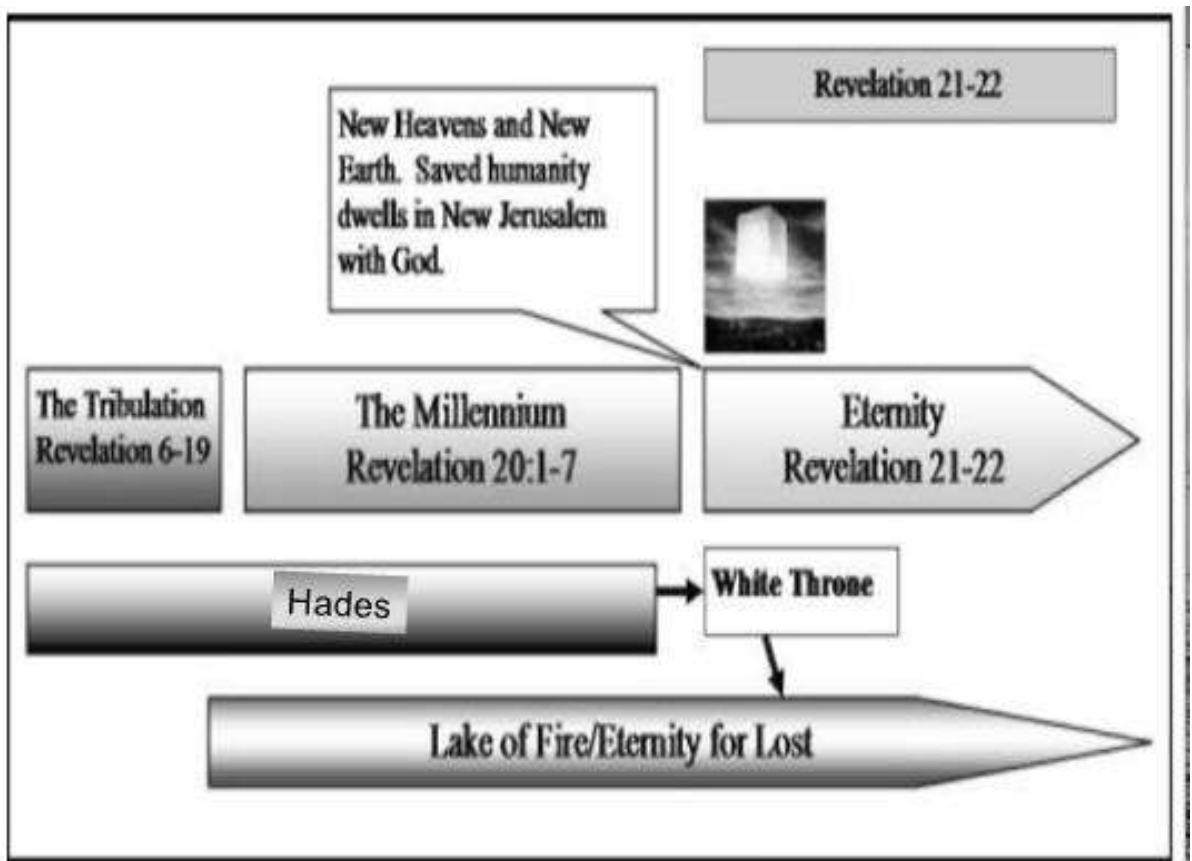 Revelation 21-22
New Heavens and New
Earth. Saved humanity
dwells in New Jerusalem
with God.
The Tribulation
Revelation 6-19
The Millennium
Revelation 20:1-7
Eternity
Revelation 21-22
Hades
White Throne
Lake of Fire/Eternity for Lost